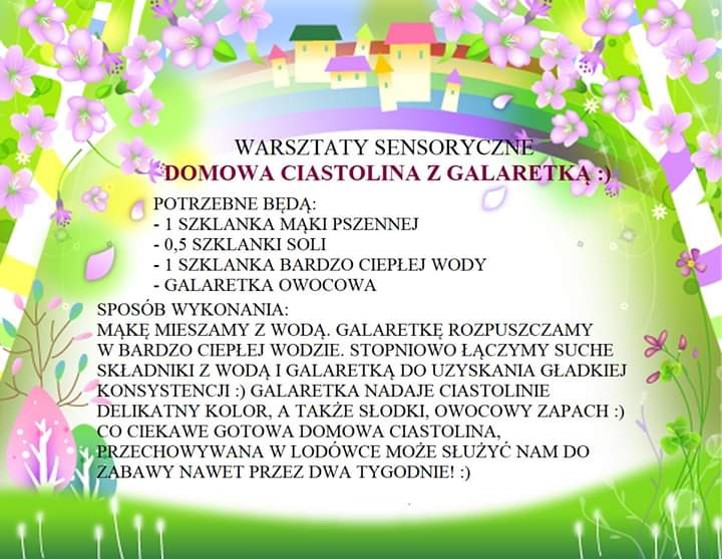 WARSZTATY SENSORYCZNE
DOMOWA CIASTOLINA Z GALARETKĄ :)
POTRZEBNE BĘDĄ:
- 1 SZKLANKA MĄKI PSZENNEJ
- 0,5 SZKLANKI SOLI
- 1 SZKLANKA BARDZO CIEPŁEJ WODY
- GALARETKA OWOCOWA
SPOSÓB WYKONANIA:
MĄKĘ MIESZAMY Z WODĄ. GALARETKĘ ROZPUSZCZAMY
W BARDZO CIEPŁEJ WODZIE. STOPNIOWO ŁĄCZYMY SUCHE
SKŁADNIKI Z WODĄ I GALARETKĄ DO UZYSKANIA GŁADKIEJ
KONSYSTENCJI :) GALARETKA NADAJE CIASTOLINIE
DELIKATNY KOLOR, A TAKŻE SŁODKI, OWOCOWY ZAPACH :)
CO CIEKAWE GOTOWA DOMOWA CIASTOLINA,
PRZECHOWYWANA W LODÓWCE MOŻE SŁUŻYĆ NAM DO
ZABAWY NAWET PRZEZ DWA TYGODNIE! :)